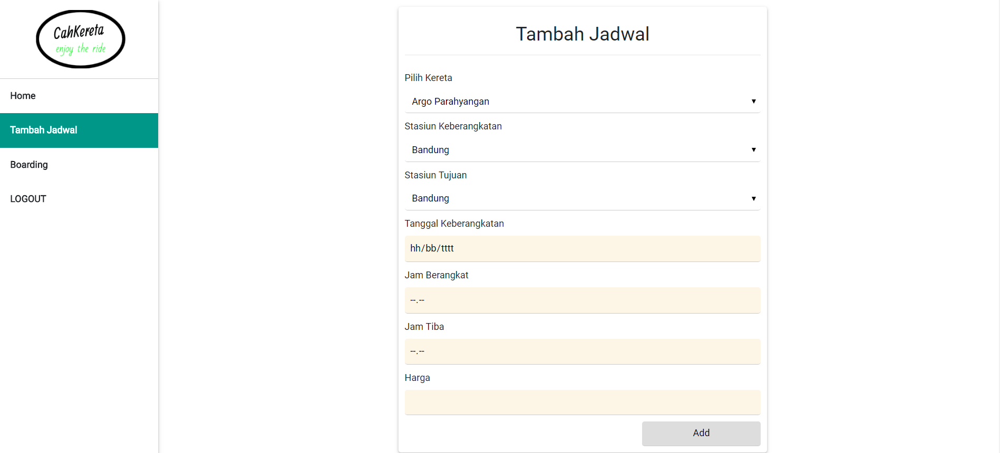 CahKereta
enjoy the ride
Home
Tambah Jadwal
Boarding
LOGOUT
Tambah Jadwal
Pilih Kereta
Argo Parahyangan
Stasiun Keberangkatan
Bandung
Stasiun Tujuan
Bandung
Tanggal Keberangkatan
hh/bb/tttt
Jam Berangkat
--.--
Jam Tiba
--.--
Harga
Add